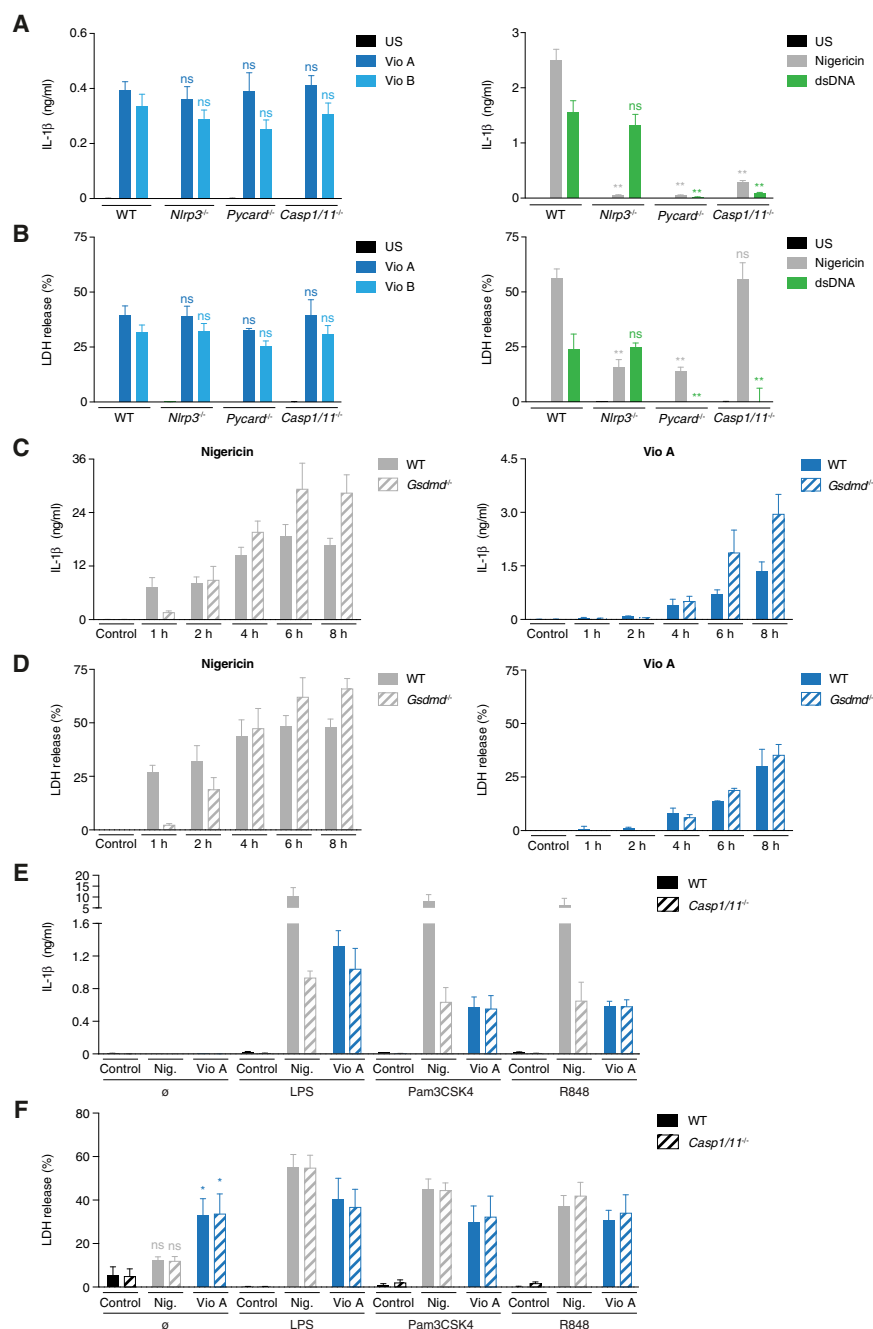 A
IL-1β (ng/ml)
0.6
0.4
0.2
0
ns ns ns ns ns ns
WT Nlrp3-/- Pycard-/- Casp1/11-/-
US
Vio A
Vio B
IL-1β (ng/ml)
3
2
1
0
** ns ** ** ** **
WT Nlrp3-/- Pycard-/- Casp1/11-/-
US
Nigericin
dsDNA
B
LDH release (%)
75
50
25
0
ns ns ns ns ns ns
WT Nlrp3-/- Pycard-/- Casp1/11-/-
US
Vio A
Vio B
LDH release (%)
75
50
25
0
** ns ** ** ns **
WT Nlrp3-/- Pycard-/- Casp1/11-/-
US
Nigericin
dsDNA
C
Nigericin
IL-1β (ng/ml)
36
24
12
0
Control 1 h 2 h 4 h 6 h 8 h
WT
Gsdmd-/-
Vio A
IL-1β (ng/ml)
4.5
3.0
1.5
0
Control 1 h 2 h 4 h 6 h 8 h
WT
Gsdmd-/-
D
Nigericin
LDH release (%)
75
50
25
0
Control 1 h 2 h 4 h 6 h 8 h
WT
Gsdmd-/-
Vio A
LDH release (%)
75
50
25
0
Control 1 h 2 h 4 h 6 h 8 h
WT
Gsdmd-/-
E
IL-1β (ng/ml)
20
15
10
5
1.6
1.2
0.8
0.4
0
Control Nig. Vio A Control Nig. Vio A Control Nig. Vio A Control Nig. Vio A
ø LPS Pam3CSK4 R848
WT
Casp1/11-/-
F
LDH release (%)
80
60
40
20
0
ns ns * *
Control Nig. Vio A Control Nig. Vio A Control Nig. Vio A Control Nig. Vio A
ø LPS Pam3CSK4 R848
WT
Casp1/11-/-